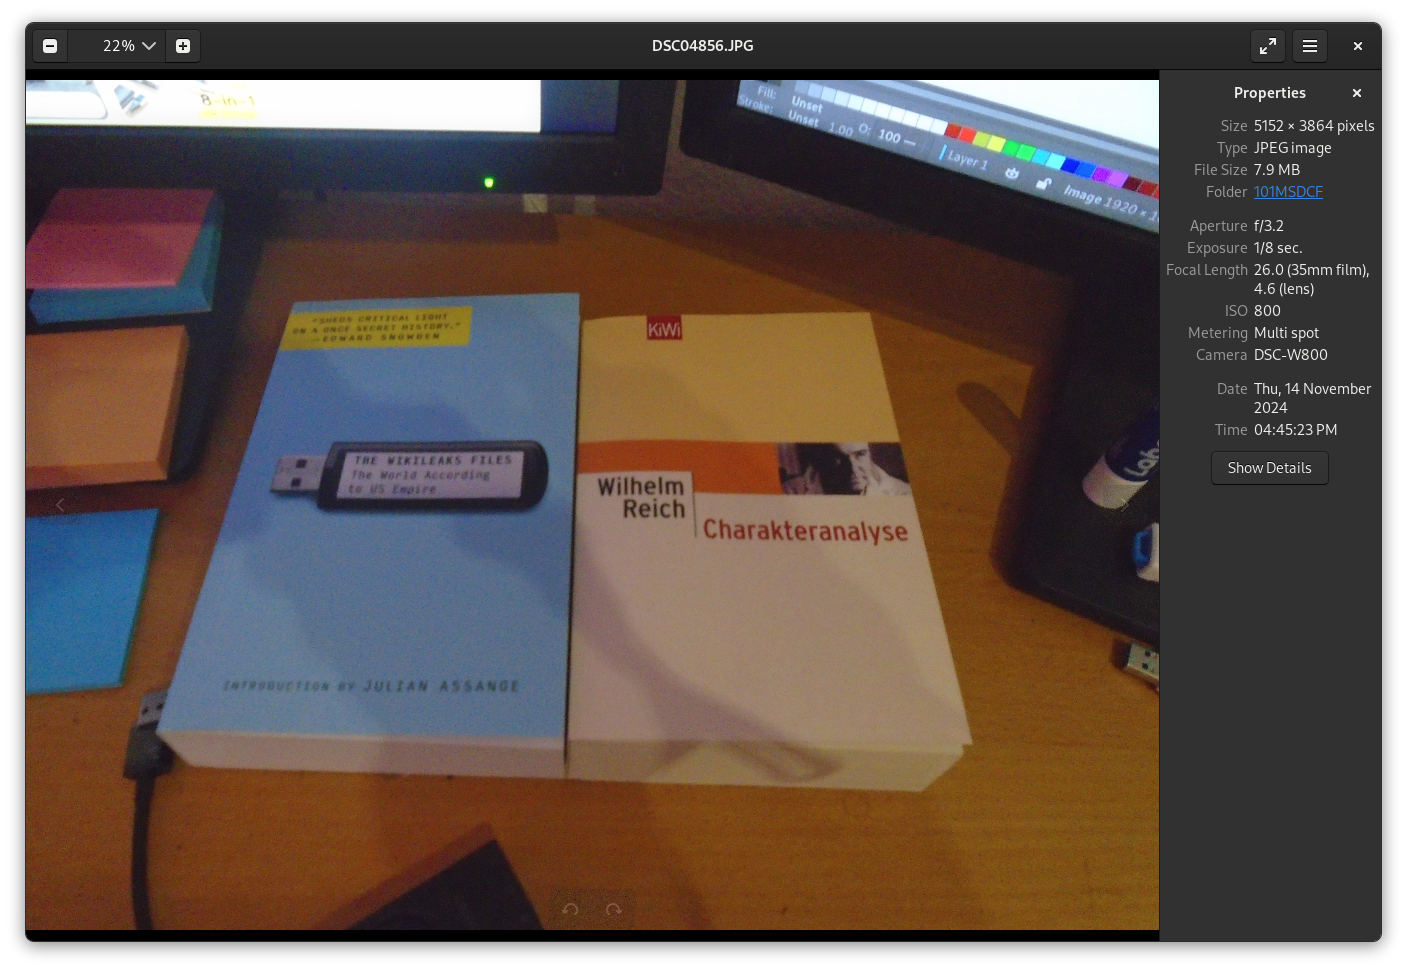 22%
DSC04856.JPG
Properties
Size 5152 × 3864 pixels
Type JPEG image
File Size 7.9 MB
Folder 101MSDCF
Aperture f/3.2
Exposure 1/8 sec.
Focal Length 26.0 (35mm film),
4.6 (lens)
ISO 800
Metering Multi spot
Camera DSC-W800
Date Thu, 14 November
2024
Time 04:45:23 PM
Show Details
8-in-1
Fill:
Unset
Stroke:
Unset 1.00 O: 100
Layer 1
Image 1920 ×
"SHEDS CRITICAL LIGHT
ON A ONCE SECRET HISTORY."
—EDWARD SNOWDEN
THE WIKILEAKS FILES
The World According
to US Empire
INTRODUCTION BY JULIAN ASSANGE
KiWi
Wilhelm
Reich
Charakteranalyse
Lab